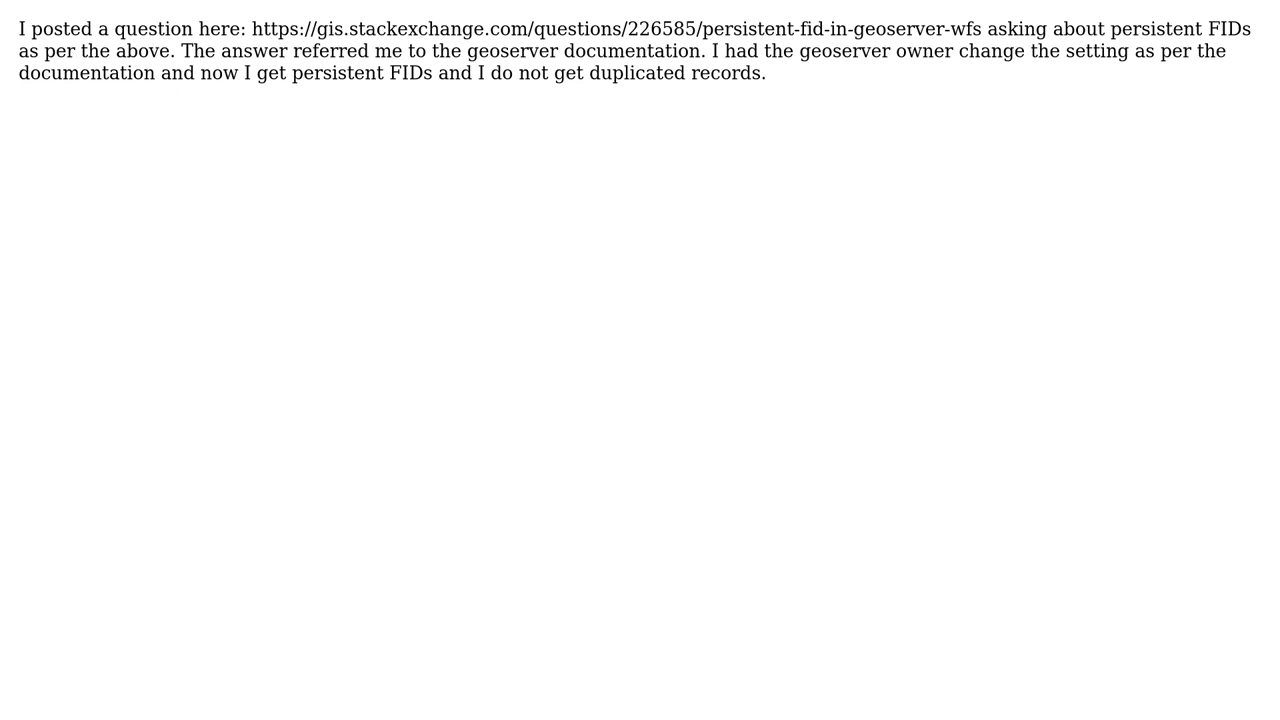 I posted a question here: https://gis.stackexchange.com/questions/226585/persistent-fid-in-geoserver-wfs asking about persistent FIDs
as per the above. The answer referred me to the geoserver documentation. I had the geoserver owner change the setting as per the
documentation and now I get persistent FIDs and I do not get duplicated records.